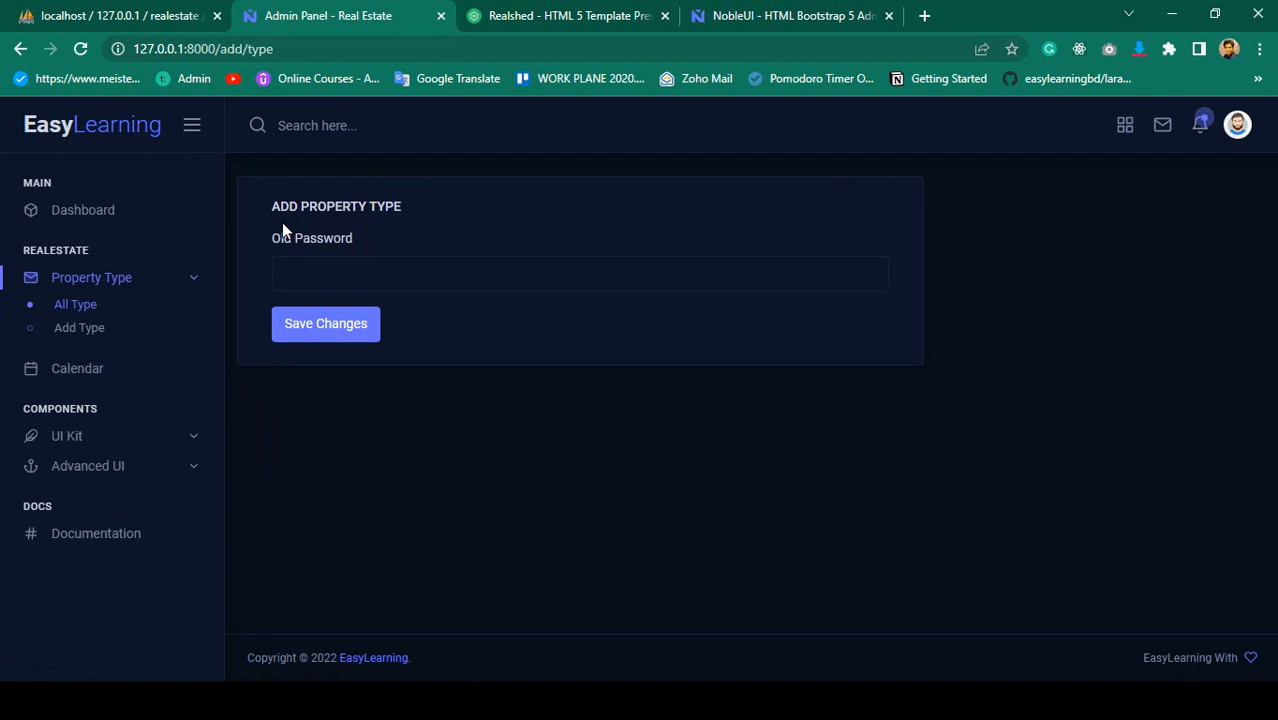 localhost / 127.0.0.1 / realestate
Admin Panel - Real Estate
Realshed - HTML 5 Template Pre
NobleUI - HTML Bootstrap 5 Adm
127.0.0.1:8000/add/type
https://www.meiste...
Admin
Online Courses - A...
Google Translate
WORK PLANE 2020....
Zoho Mail
Pomodoro Timer O...
Getting Started
easylearningbd/lara...
EasyLearning
Search here...
MAIN
Dashboard
REALESTATE
Property Type
All Type
Add Type
Calendar
COMPONENTS
UI Kit
Advanced UI
DOCS
Documentation
ADD PROPERTY TYPE
Old Password
Save Changes
Copyright © 2022 EasyLearning.
EasyLearning With